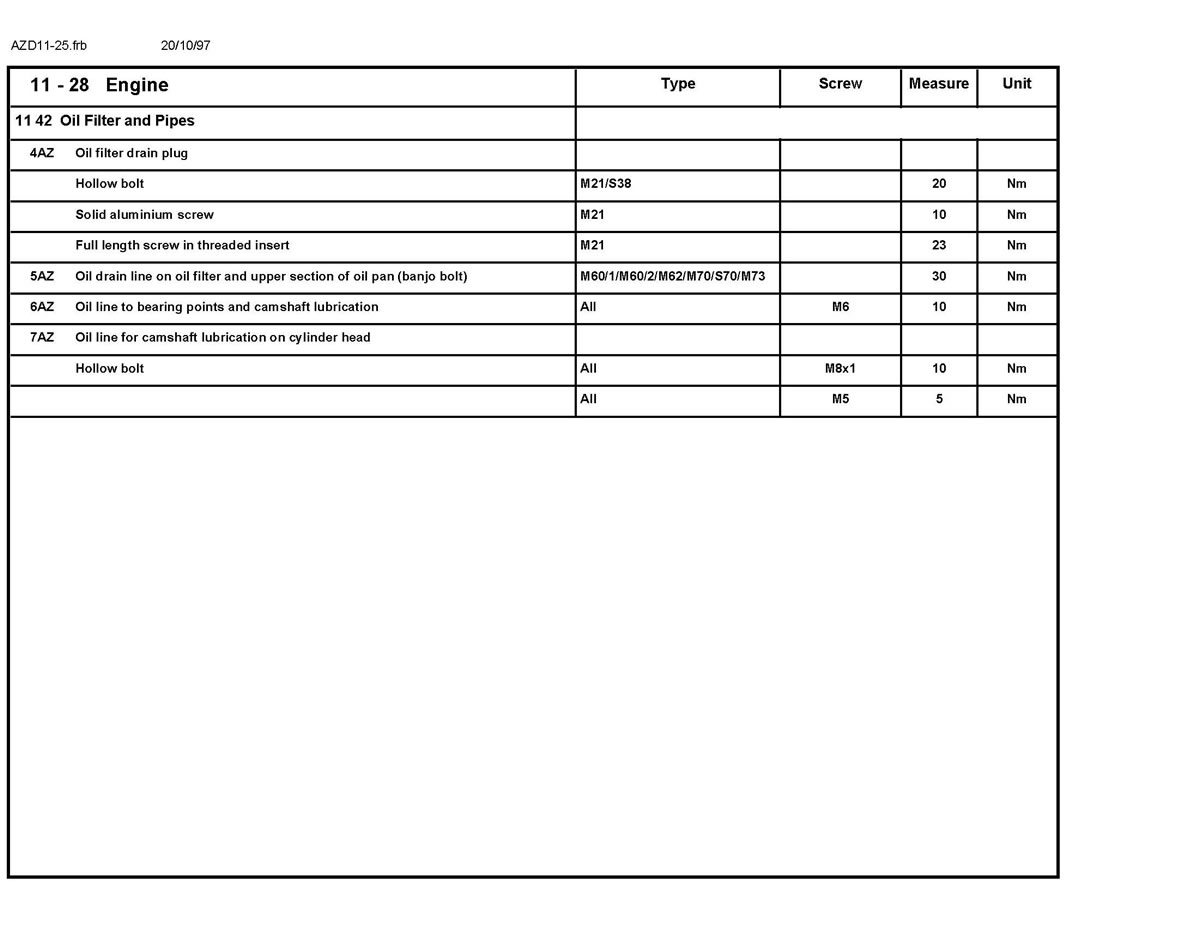 AZD11-25.frb 20/10/97
11 - 28 Engine Type Screw Measure Unit
11 42 Oil Filter and Pipes
4AZ Oil filter drain plug
Hollow bolt M21/S38 20 Nm
Solid aluminium screw M21 10 Nm
Full length screw in threaded insert M21 23 Nm
5AZ Oil drain line on oil filter and upper section of oil pan (banjo bolt) M60/1/M60/2/M62/M70/S70/M73 30 Nm
6AZ Oil line to bearing points and camshaft lubrication All M6 10 Nm
7AZ Oil line for camshaft lubrication on cylinder head
Hollow bolt All M8x1 10 Nm
All M5 5 Nm